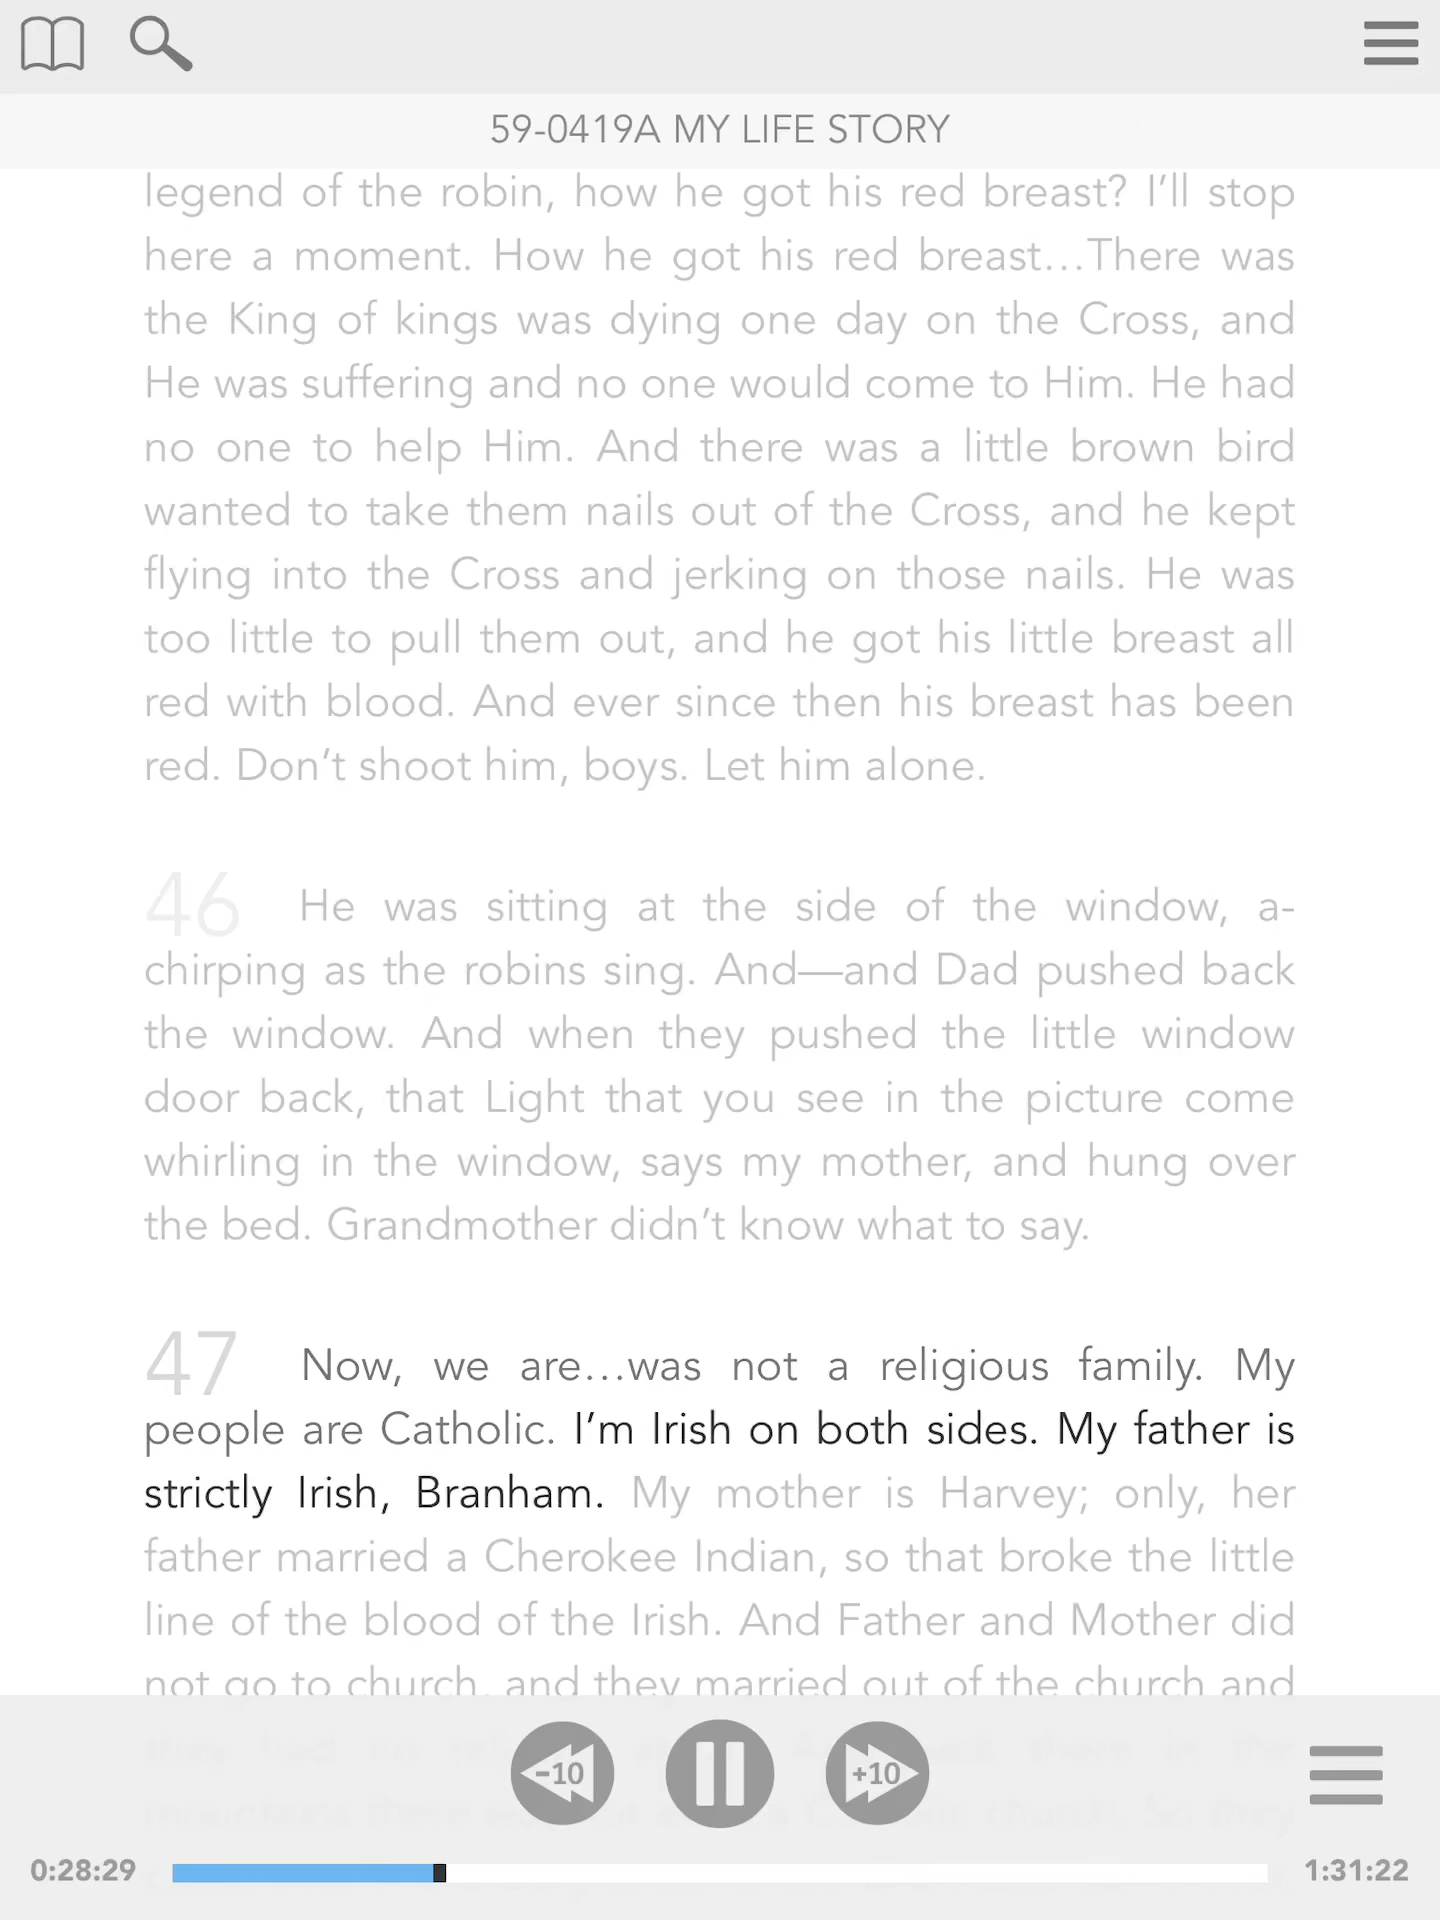 59-0419A MY LIFE STORY
legend of the robin, how he got his red breast? I’ll stop
here a moment. How he got his red breast…There was
the King of kings was dying one day on the Cross, and
He was suffering and no one would come to Him. He had
no one to help Him. And there was a little brown bird
wanted to take them nails out of the Cross, and he kept
flying into the Cross and jerking on those nails. He was
too little to pull them out, and he got his little breast all
red with blood. And ever since then his breast has been
red. Don’t shoot him, boys. Let him alone.
46 He was sitting at the side of the window, a-
chirping as the robins sing. And—and Dad pushed back
the window. And when they pushed the little window
door back, that Light that you see in the picture come
whirling in the window, says my mother, and hung over
the bed. Grandmother didn’t know what to say.
47 Now, we are…was not a religious family. My
people are Catholic. I’m Irish on both sides. My father is
strictly Irish, Branham. My mother is Harvey; only, her
father married a Cherokee Indian, so that broke the little
line of the blood of the Irish. And Father and Mother did
not go to church, and they married out of the church and
-10 +10
0:28:29 1:31:22